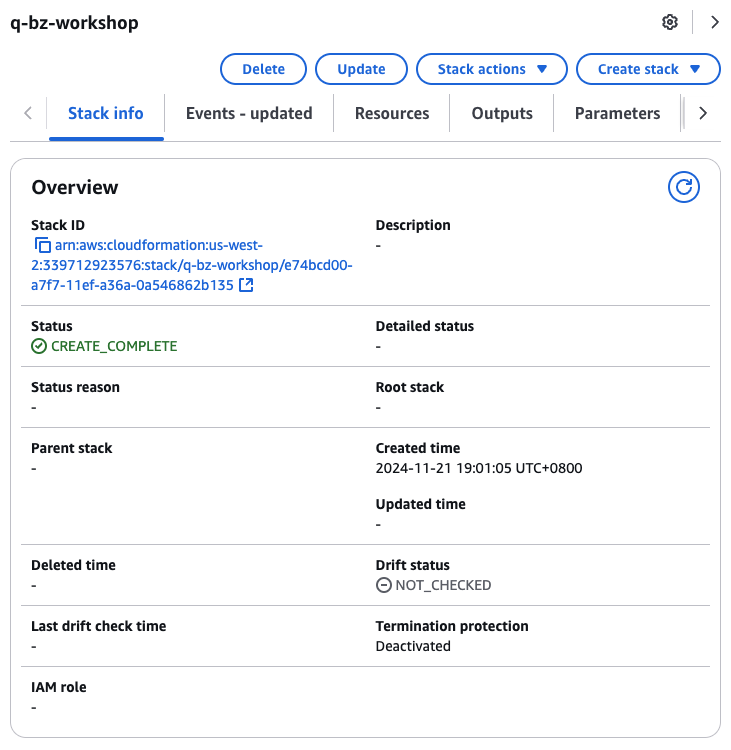 q-bz-workshop
Delete
Update
Stack actions
Create stack
Stack info
Events - updated
Resources
Outputs
Parameters
Overview
Stack ID
arn:aws:cloudformation:us-west-
2:339712923576:stack/q-bz-workshop/e74bcd00-
a7f7-11ef-a36a-0a546862b135
Description
-
Status
CREATE_COMPLETE
Detailed status
-
Status reason
-
Root stack
-
Parent stack
-
Created time
2024-11-21 19:01:05 UTC+0800
Updated time
-
Deleted time
-
Drift status
NOT_CHECKED
Last drift check time
-
Termination protection
Deactivated
IAM role
-